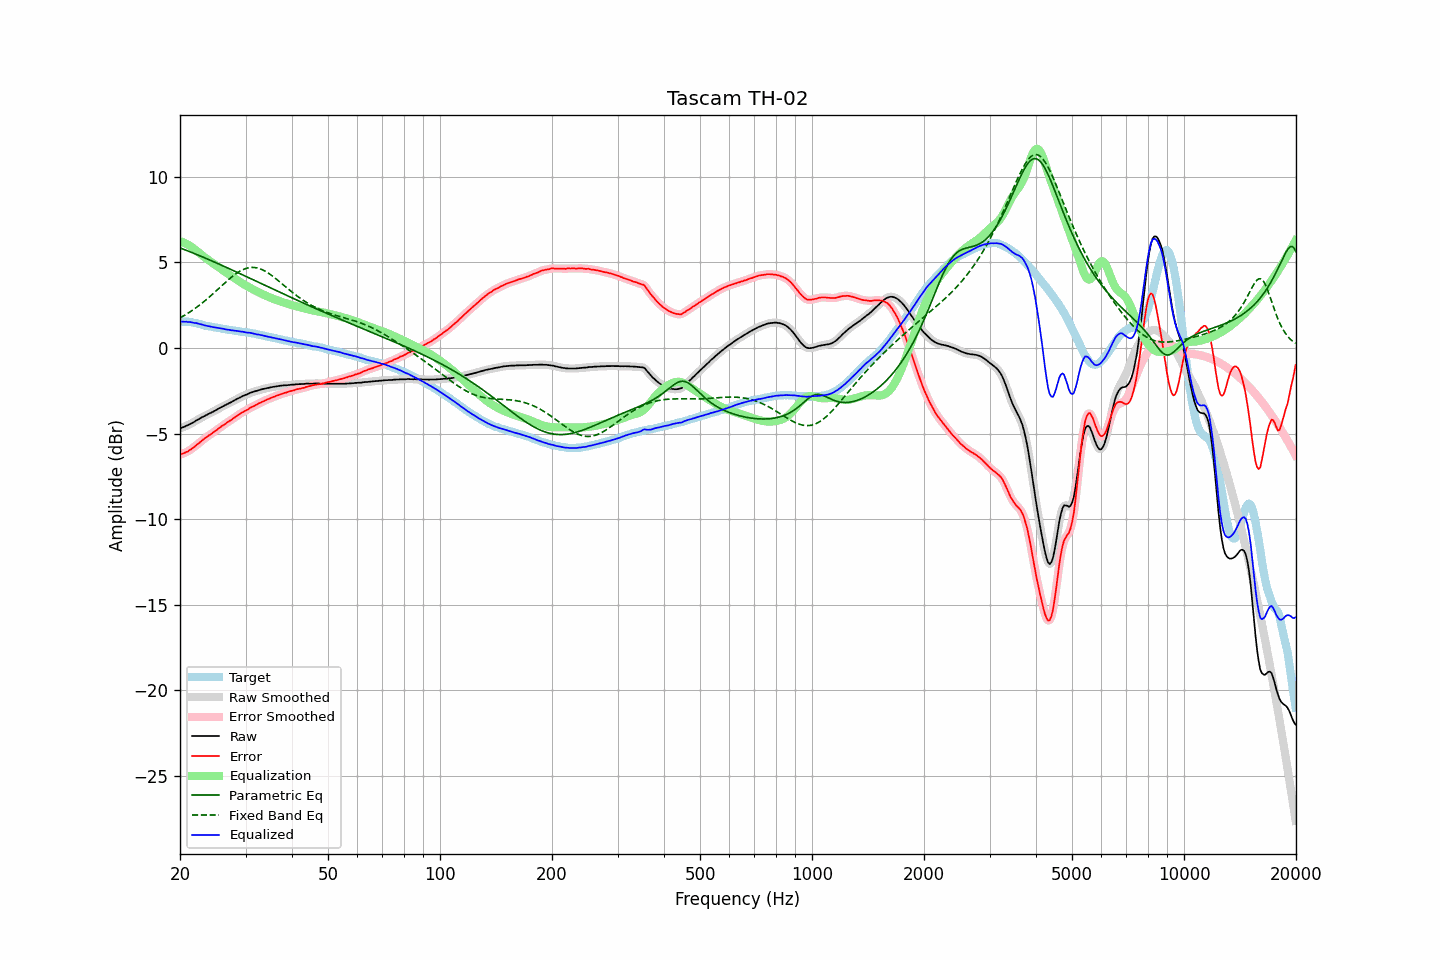 Tascam TH-02
Amplitude (dBr)
10
5
0
−5
−10
−15
−20
−25
Target
Raw Smoothed
Error Smoothed
Raw
Error
Equalization
Parametric Eq
Fixed Band Eq
Equalized
20 50 100 200 500 1000 2000 5000 10000 20000
Frequency (Hz)